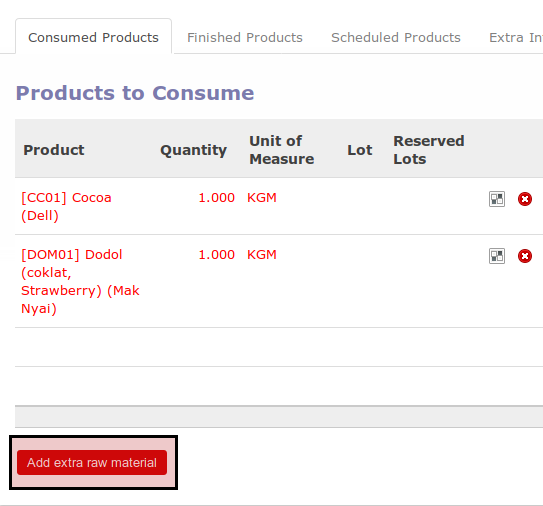 Consumed Products Finished Products Scheduled Products Extra In
Products to Consume
Product Quantity Unit of Measure Lot Reserved Lots
[CC01] Cocoa 1.000 KGM
(Dell)
[DOM01] Dodol 1.000 KGM
(coklat,
Strawberry) (Mak
Nyai)
Add extra raw material